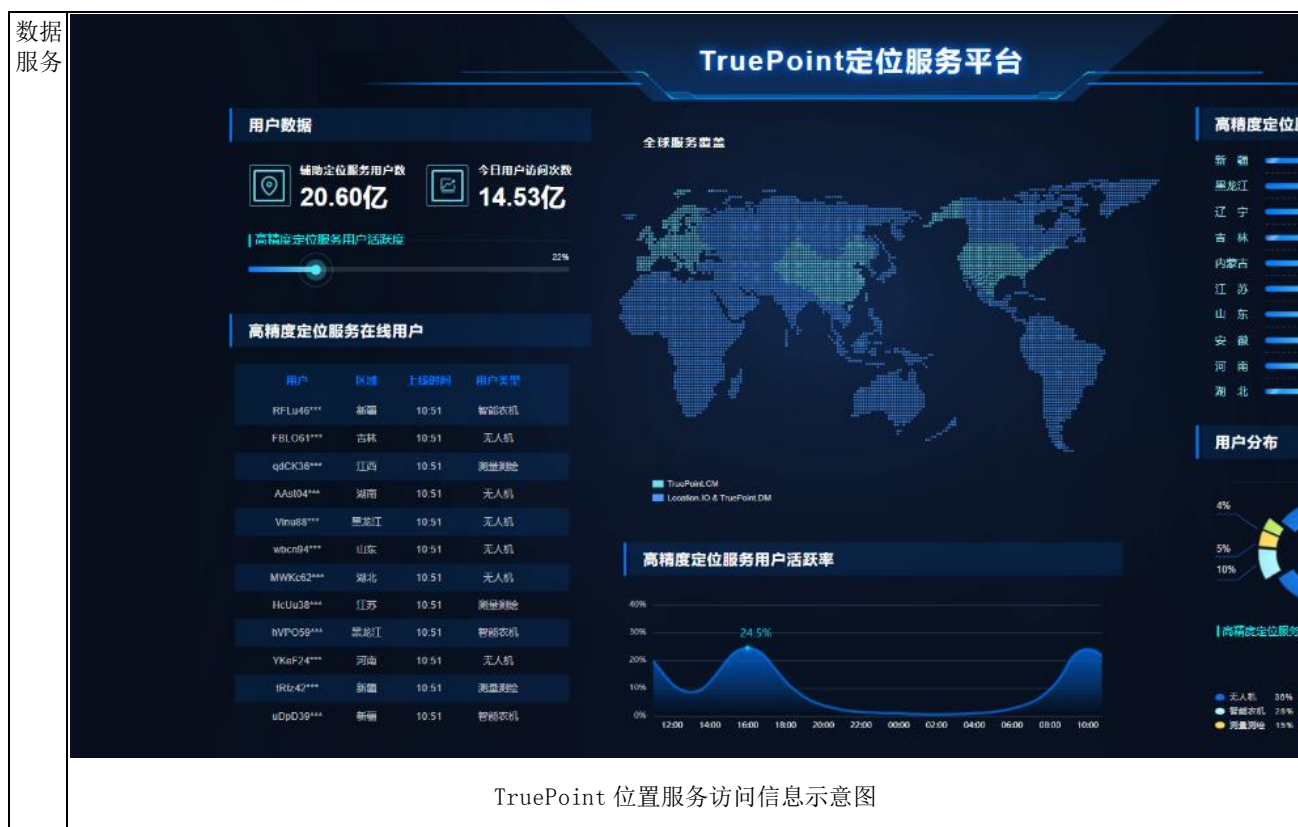 数据
服务
TruePoint定位服务平台
用户数据
辅助定位服务用户数
20.60亿
今日用户访问次数
14.53亿
高精度定位服务用户活跃度
22%
高精度定位服务在线用户
用户 区域 上线时间 用户类型
RFLu46*** 新疆 10:51 智能农机
FBLO61*** 吉林 10:51 无人机
qdCK36*** 江西 10:51 测量测绘
AAst04*** 湖南 10:51 无人机
Vinu88*** 黑龙江 10:51 无人机
wbcn94*** 山东 10:51 无人机
MWKc62*** 湖北 10:51 无人机
HcUu38*** 江苏 10:51 测量测绘
hVPO59*** 黑龙江 10:51 智能农机
YKaF24*** 河南 10:51 无人机
tRfz42*** 新疆 10:51 测量测绘
uDpD39*** 新疆 10:51 智能农机
全球服务覆盖
TruePoint.CM
Location.IO & TruePoint.DM
高精度定位服务用户活跃率
40%
30%
20%
10%
0%
24.5%
12:00 14:00 16:00 18:00 20:00 22:00 00:00 02:00 04:00 06:00 08:00 10:00
高精度定位
新 疆
黑龙江
辽 宁
吉 林
内蒙古
江 苏
山 东
安 徽
河 南
湖 北
用户分布
4%
5%
10%
高精度定位服务
无人机 36%
智能农机 28%
测量测绘 15%
TruePoint 位置服务访问信息示意图